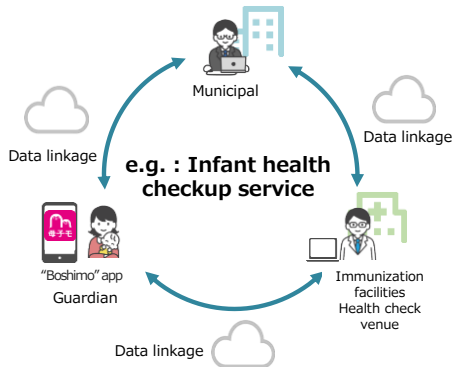 Municipal
Data linkage
Data linkage
e.g. : Infant health
checkup service
母子モ
"Boshimo" app
Guardian
Immunization
facilities
Health check
venue
Data linkage